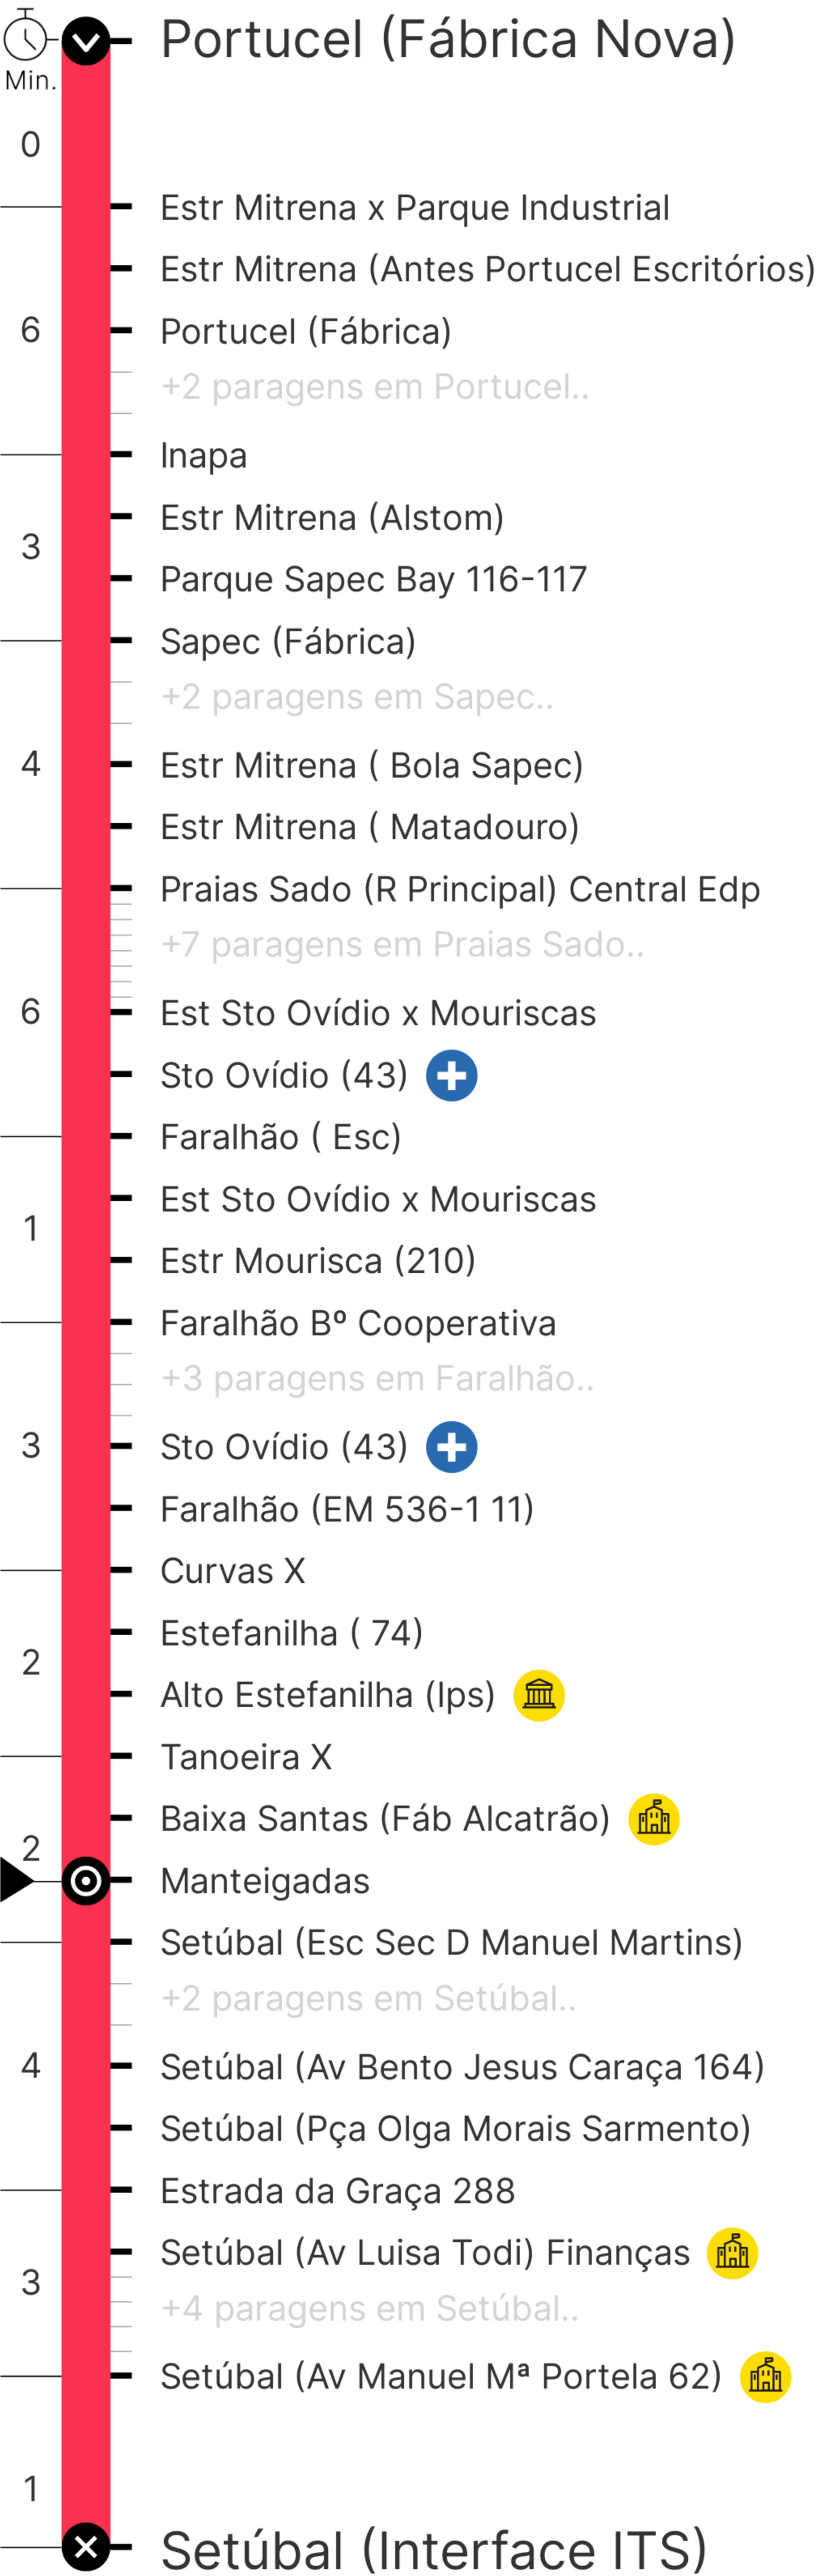 Portucel (Fábrica Nova)
Min.
0
Estr Mitrena x Parque Industrial
Estr Mitrena (Antes Portucel Escritórios)
6
Portucel (Fábrica)
+2 paragens em Portucel..
Inapa
Estr Mitrena (Alstom)
3
Parque Sapec Bay 116-117
Sapec (Fábrica)
+2 paragens em Sapec..
4
Estr Mitrena ( Bola Sapec)
Estr Mitrena ( Matadouro)
Praias Sado (R Principal) Central Edp
+7 paragens em Praias Sado..
6
Est Sto Ovídio x Mouriscas
Sto Ovídio (43)
Faralhão ( Esc)
Est Sto Ovídio x Mouriscas
1
Estr Mourisca (210)
Faralhão Bº Cooperativa
+3 paragens em Faralhão..
3
Sto Ovídio (43)
Faralhão (EM 536-1 11)
Curvas X
Estefanilha ( 74)
2
Alto Estefanilha (Ips)
Tanoeira X
Baixa Santas (Fáb Alcatrão)
2
Manteigadas
Setúbal (Esc Sec D Manuel Martins)
+2 paragens em Setúbal..
4
Setúbal (Av Bento Jesus Caraça 164)
Setúbal (Pça Olga Morais Sarmento)
Estrada da Graça 288
Setúbal (Av Luisa Todi) Finanças
3
+4 paragens em Setúbal..
Setúbal (Av Manuel Mª Portela 62)
1
Setúbal (Interface ITS)